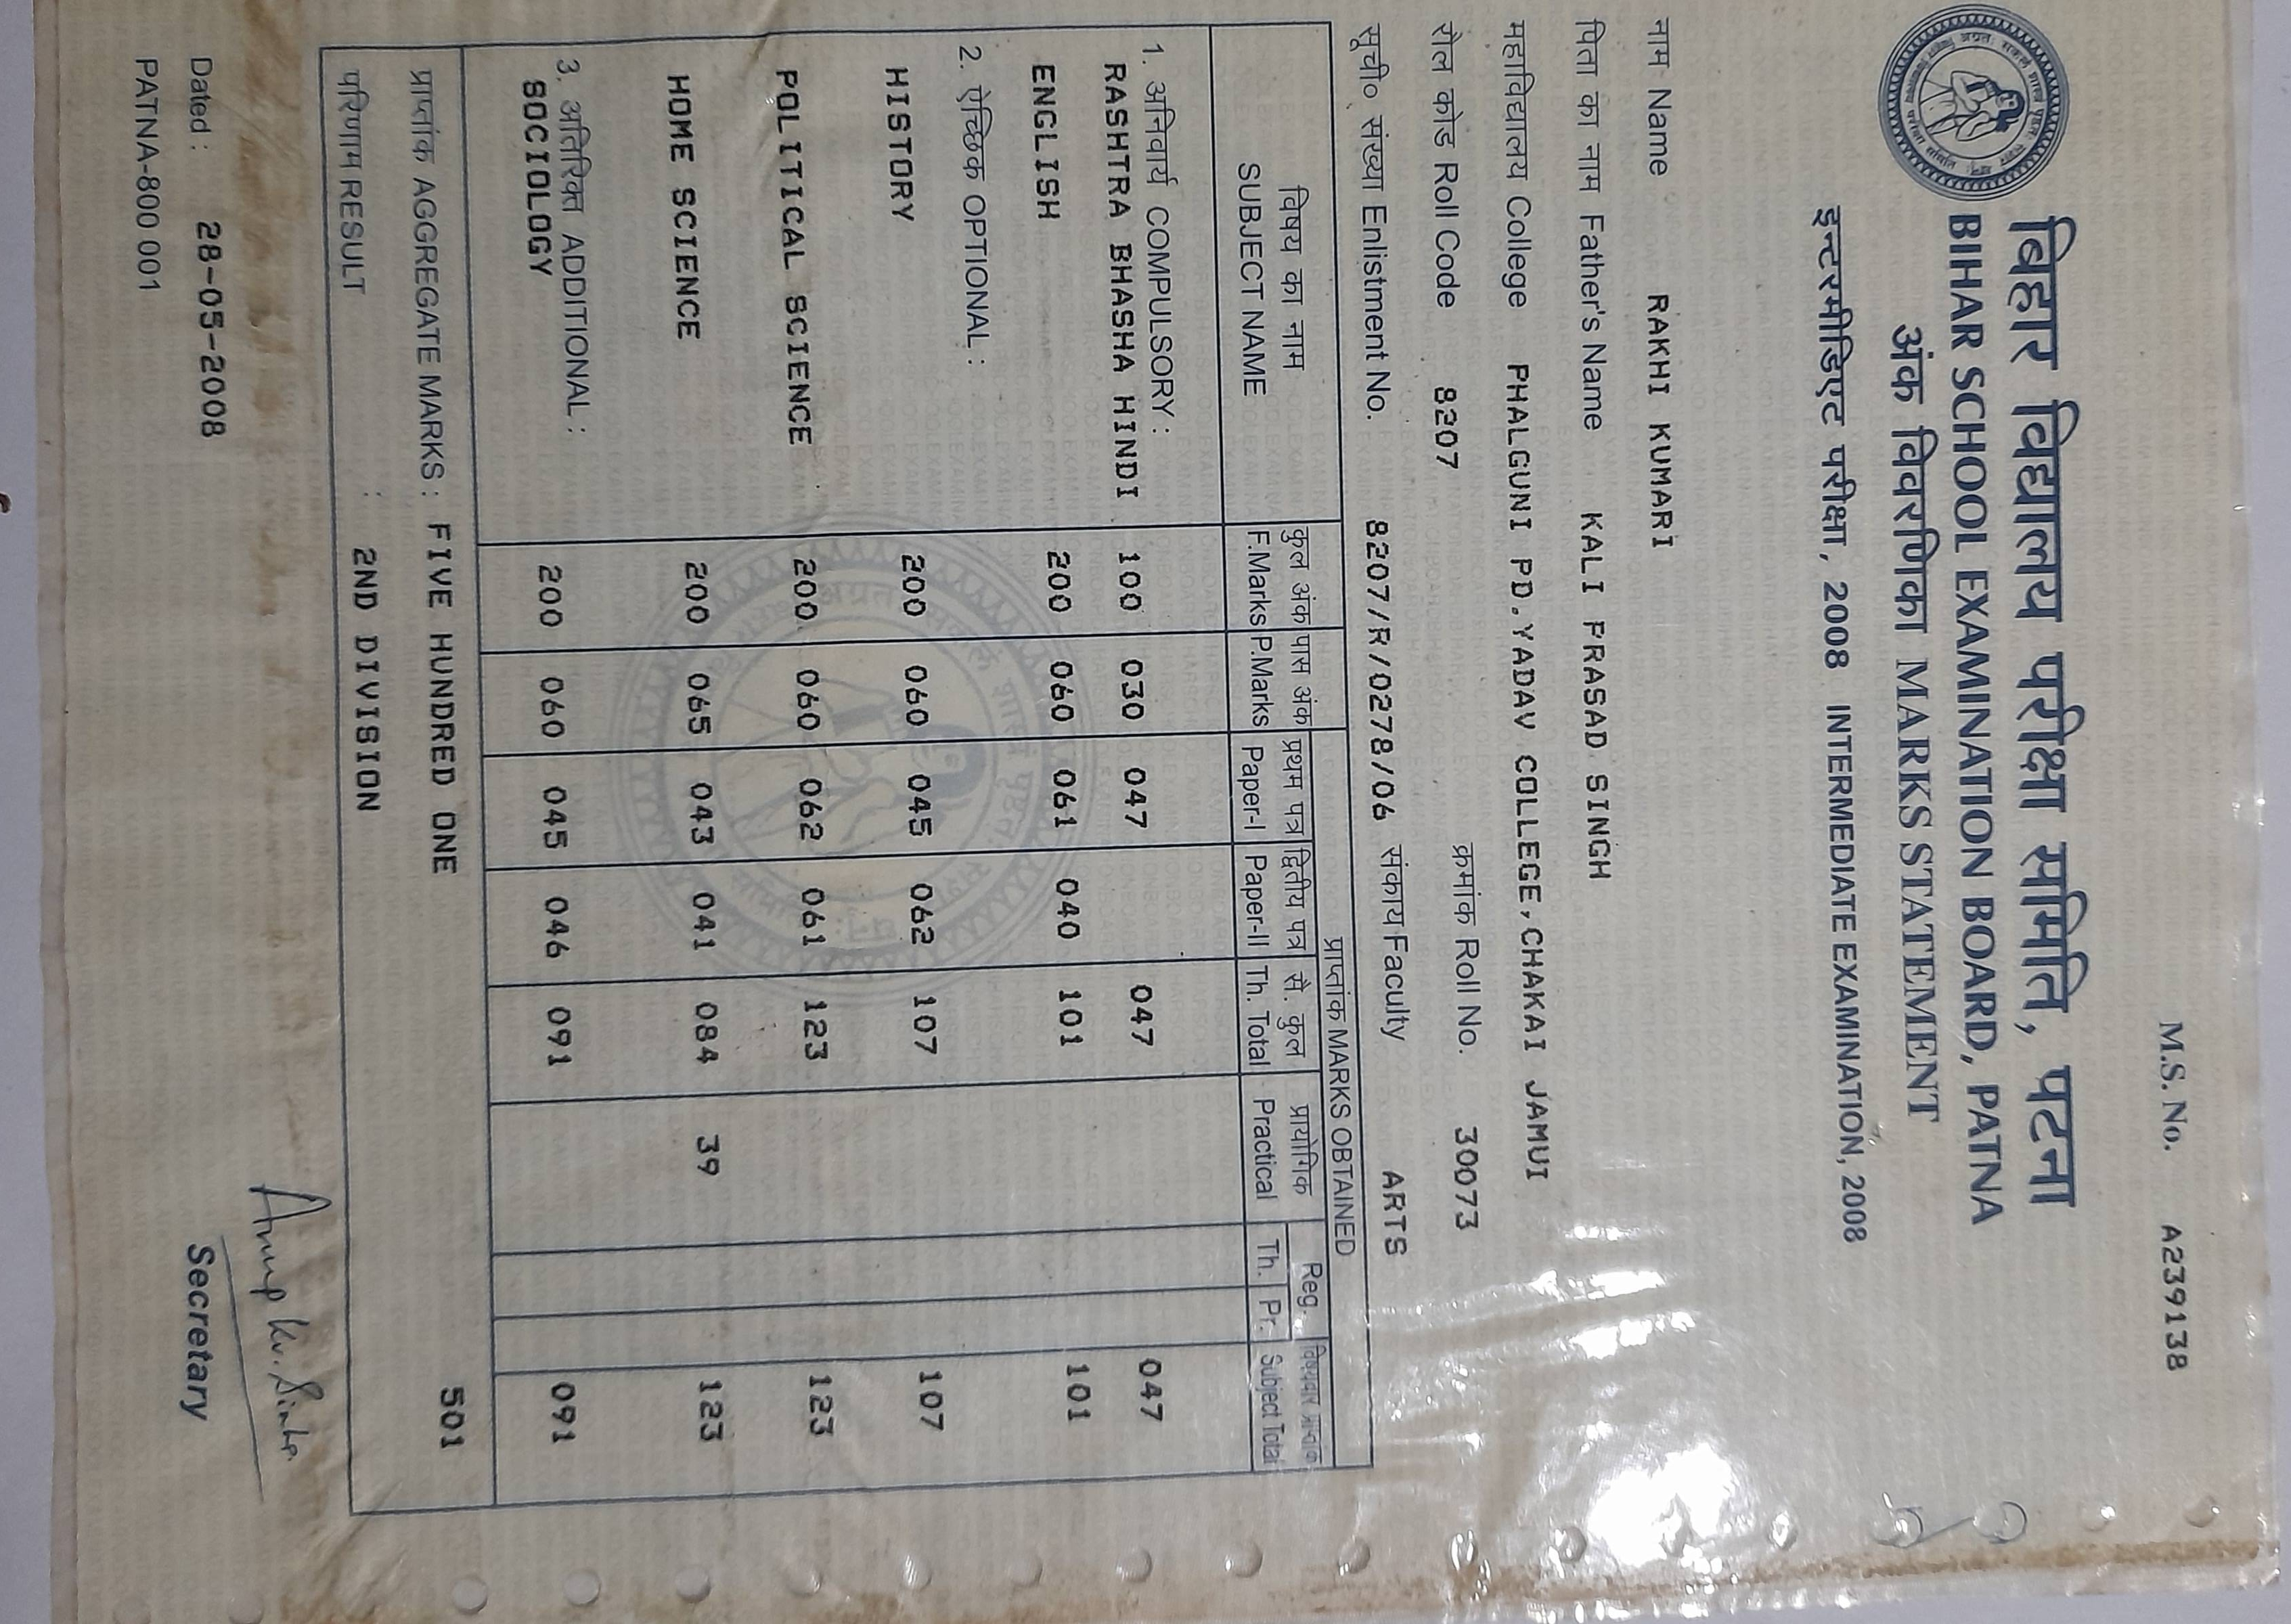 M.S. No. A239138
बिहार विद्यालय परीक्षा समिति, पटना
BIHAR SCHOOL EXAMINATION BOARD, PATNA
अंक विवरणिका MARKS STATEMENT
इन्टरमीडिएट परीक्षा, 2008 INTERMEDIATE EXAMINATION, 2008
नाम Name RAKHI KUMARI
पिता का नाम Father's Name KALI PRASAD SINGH
महाविद्यालय College PHALGUNI PD.YADAV COLLEGE,CHAKAI JAMUI
रौल कोड Roll Code 8207 क्रमांक Roll No. 30073
सूची० संख्या Enlistment No. 8207/R/0278/06 संकाय Faculty ARTS
प्राप्तांक MARKS OBTAINED
विषय का नाम कुल अंक पास अंक प्रथम पत्र द्वितीय पत्र सै. कुल प्रायोगिक Reg. विषयवार प्राप्तांक
SUBJECT NAME F.Marks P.Marks Paper-I Paper-II Th. Total Practical Th. Pr. Subject Total
1. अनिवार्य COMPULSORY :
RASHTRA BHASHA HINDI 100 030 047 047 047
ENGLISH 200 060 061 040 101 101
2. ऐच्छिक OPTIONAL :
HISTORY 200 060 045 062 107 107
POLITICAL SCIENCE 200 060 062 061 123 123
HOME SCIENCE 200 065 043 041 084 39 123
3. अतिरिक्त ADDITIONAL :
SOCIOLOGY 200 060 045 046 091 091
प्राप्तांक AGGREGATE MARKS : FIVE HUNDRED ONE 501
परिणाम RESULT : 2ND DIVISION
Anup Kr. Sinha
Dated : 28-05-2008 Secretary
PATNA-800 001